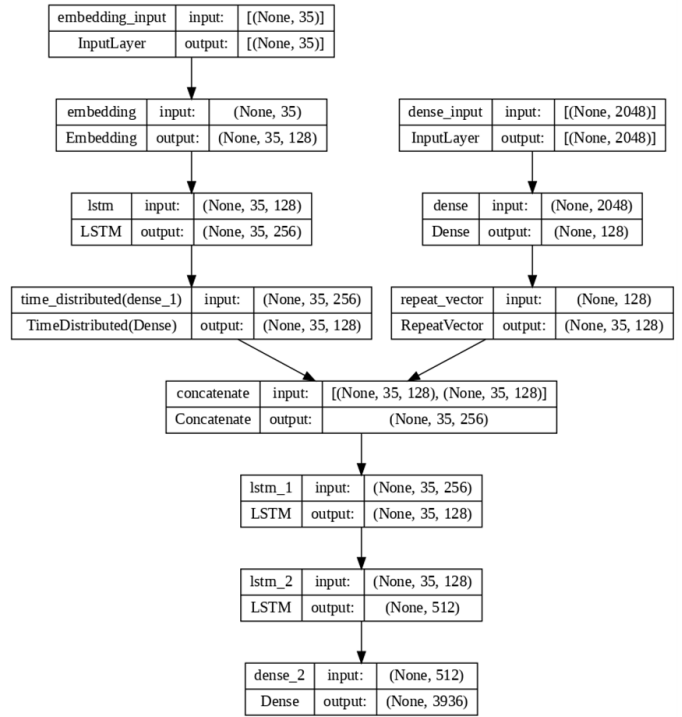 embedding_input input: [(None, 35)]
InputLayer output: [(None, 35)]
embedding input: (None, 35)
Embedding output: (None, 35, 128)
dense_input input: [(None, 2048)]
InputLayer output: [(None, 2048)]
lstm input: (None, 35, 128)
LSTM output: (None, 35, 256)
dense input: (None, 2048)
Dense output: (None, 128)
time_distributed(dense_1) input: (None, 35, 256)
TimeDistributed(Dense) output: (None, 35, 128)
repeat_vector input: (None, 128)
RepeatVector output: (None, 35, 128)
concatenate input: [(None, 35, 128), (None, 35, 128)]
Concatenate output: (None, 35, 256)
lstm_1 input: (None, 35, 256)
LSTM output: (None, 35, 128)
lstm_2 input: (None, 35, 128)
LSTM output: (None, 512)
dense_2 input: (None, 512)
Dense output: (None, 3936)